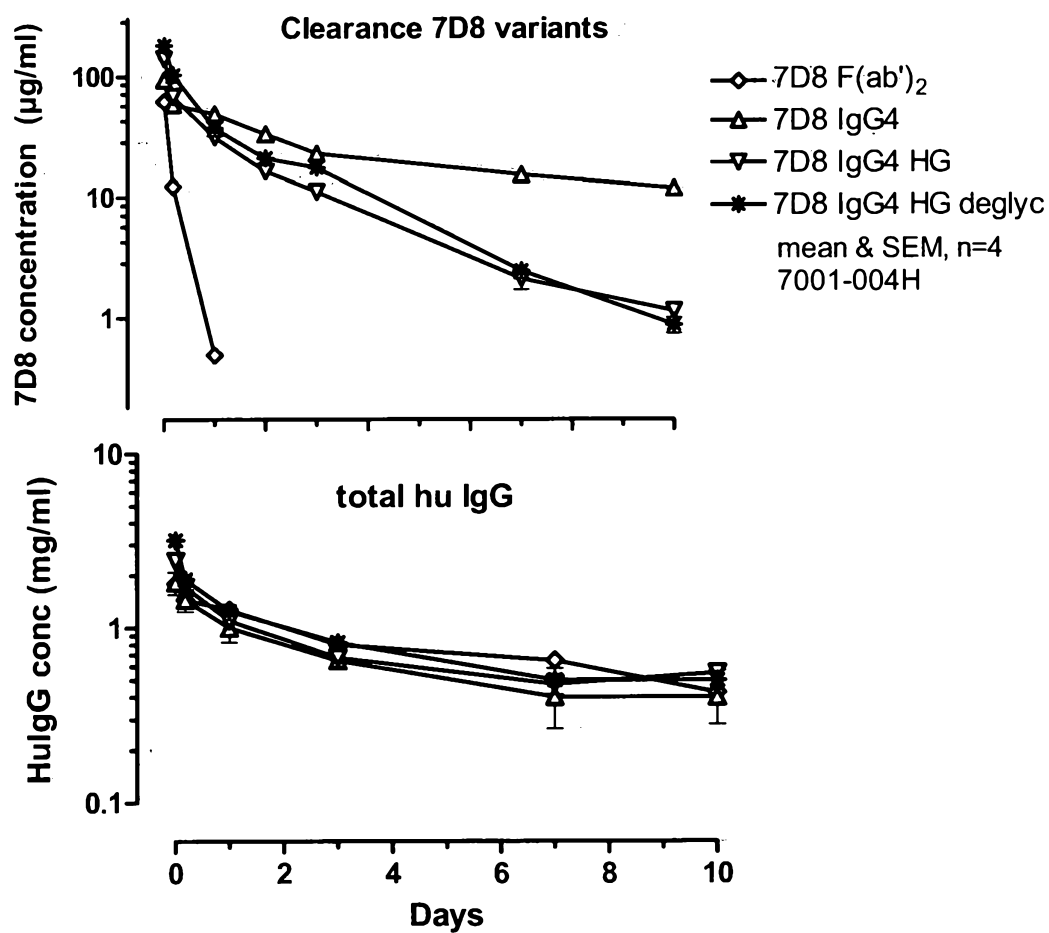 Clearance 7D8 variants
7D8 concentration (µg/ml)
100
10
1
7D8 F(ab')2
7D8 IgG4
7D8 IgG4 HG
7D8 IgG4 HG deglyc
mean & SEM, n=4
7001-004H
total hu IgG
HuIgG conc (mg/ml)
10
1
0.1
0 2 4 6 8 10
Days